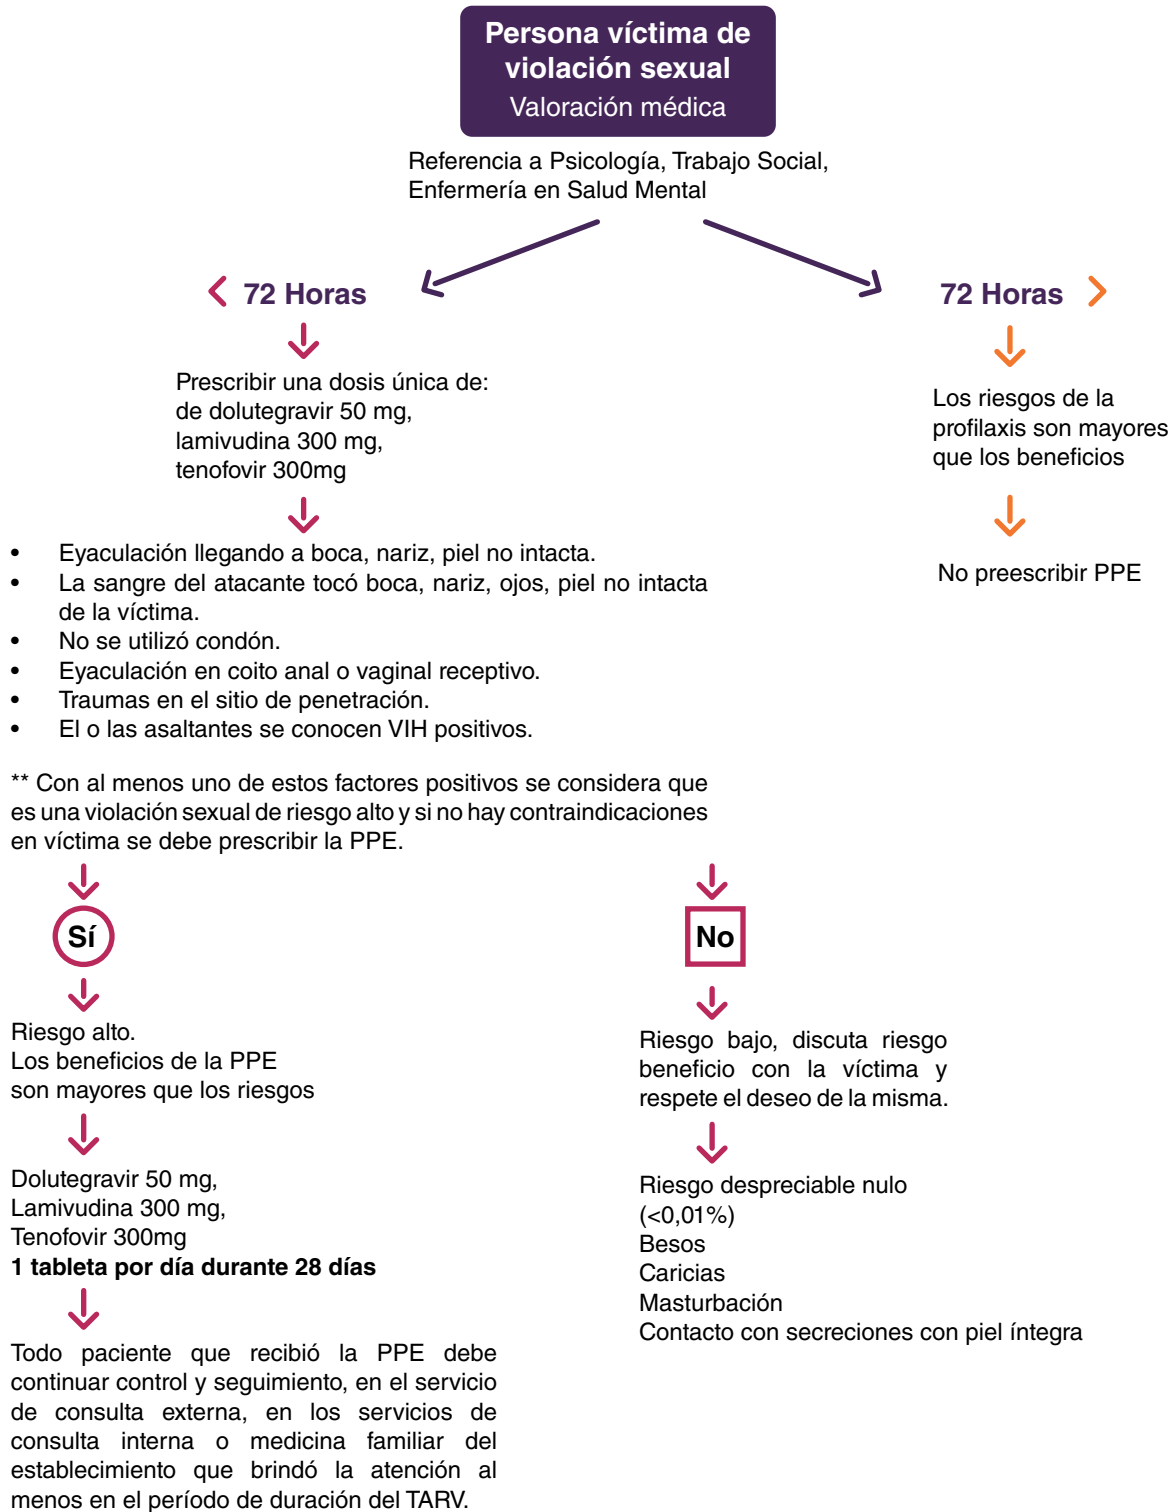 Persona víctima de
violación sexual
Valoración médica
Referencia a Psicología, Trabajo Social,
Enfermería en Salud Mental
< 72 Horas
Prescribir una dosis única de:
de dolutegravir 50 mg,
lamivudina 300 mg,
tenofovir 300mg
72 Horas >
Los riesgos de la
profilaxis son mayores
que los beneficios
No preescribir PPE
• Eyaculación llegando a boca, nariz, piel no intacta.
• La sangre del atacante tocó boca, nariz, ojos, piel no intacta
de la víctima.
• No se utilizó condón.
• Eyaculación en coito anal o vaginal receptivo.
• Traumas en el sitio de penetración.
• El o las asaltantes se conocen VIH positivos.
** Con al menos uno de estos factores positivos se considera que
es una violación sexual de riesgo alto y si no hay contraindicaciones
en víctima se debe prescribir la PPE.
Sí
Riesgo alto.
Los beneficios de la PPE
son mayores que los riesgos
Dolutegravir 50 mg,
Lamivudina 300 mg,
Tenofovir 300mg
1 tableta por día durante 28 días
Todo paciente que recibió la PPE debe
continuar control y seguimiento, en el servicio
de consulta externa, en los servicios de
consulta interna o medicina familiar del
establecimiento que brindó la atención al
menos en el período de duración del TARV.
No
Riesgo bajo, discuta riesgo
beneficio con la víctima y
respete el deseo de la misma.
Riesgo despreciable nulo
(<0,01%)
Besos
Caricias
Masturbación
Contacto con secreciones con piel íntegra